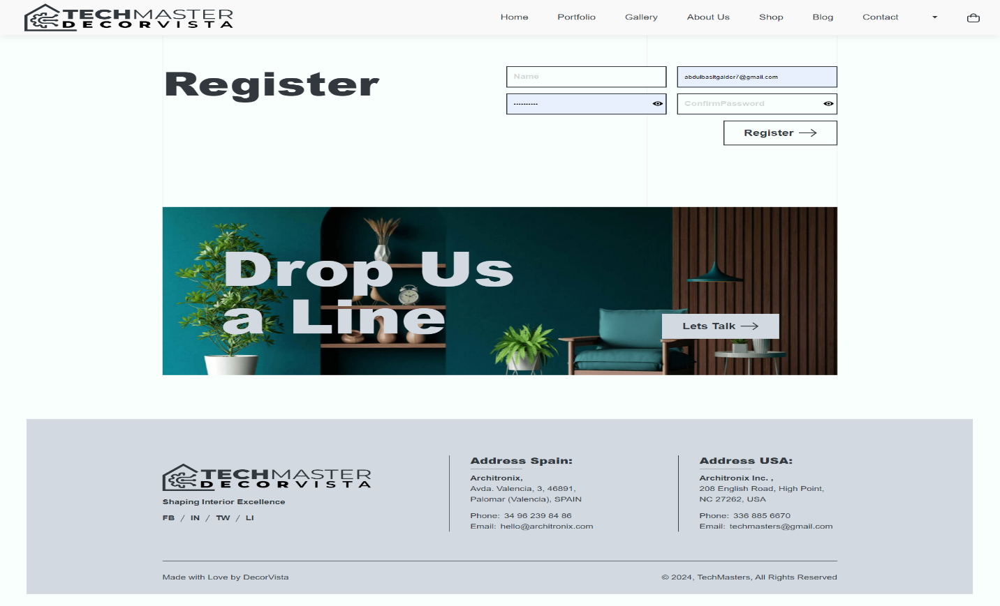 TECHMASTER
DECORVISTA
Home Portfolio Gallery About Us Shop Blog Contact
Register
Name
abdulbasitgaider7@gmail.com
ConfirmPassword
Register
Drop Us
a Line
Lets Talk
TECHMASTER
DECORVISTA
Shaping Interior Excellence
FB / IN / TW / LI
Address Spain:
Architronix,
Avda. Valencia, 3, 46891,
Palomar (Valencia), SPAIN
Phone: 34 96 239 84 86
Email: hello@architronix.com
Address USA:
Architronix Inc. ,
208 English Road, High Point,
NC 27262, USA
Phone: 336 885 6670
Email: techmasters@gmail.com
Made with Love by DecorVista
© 2024, TechMasters, All Rights Reserved